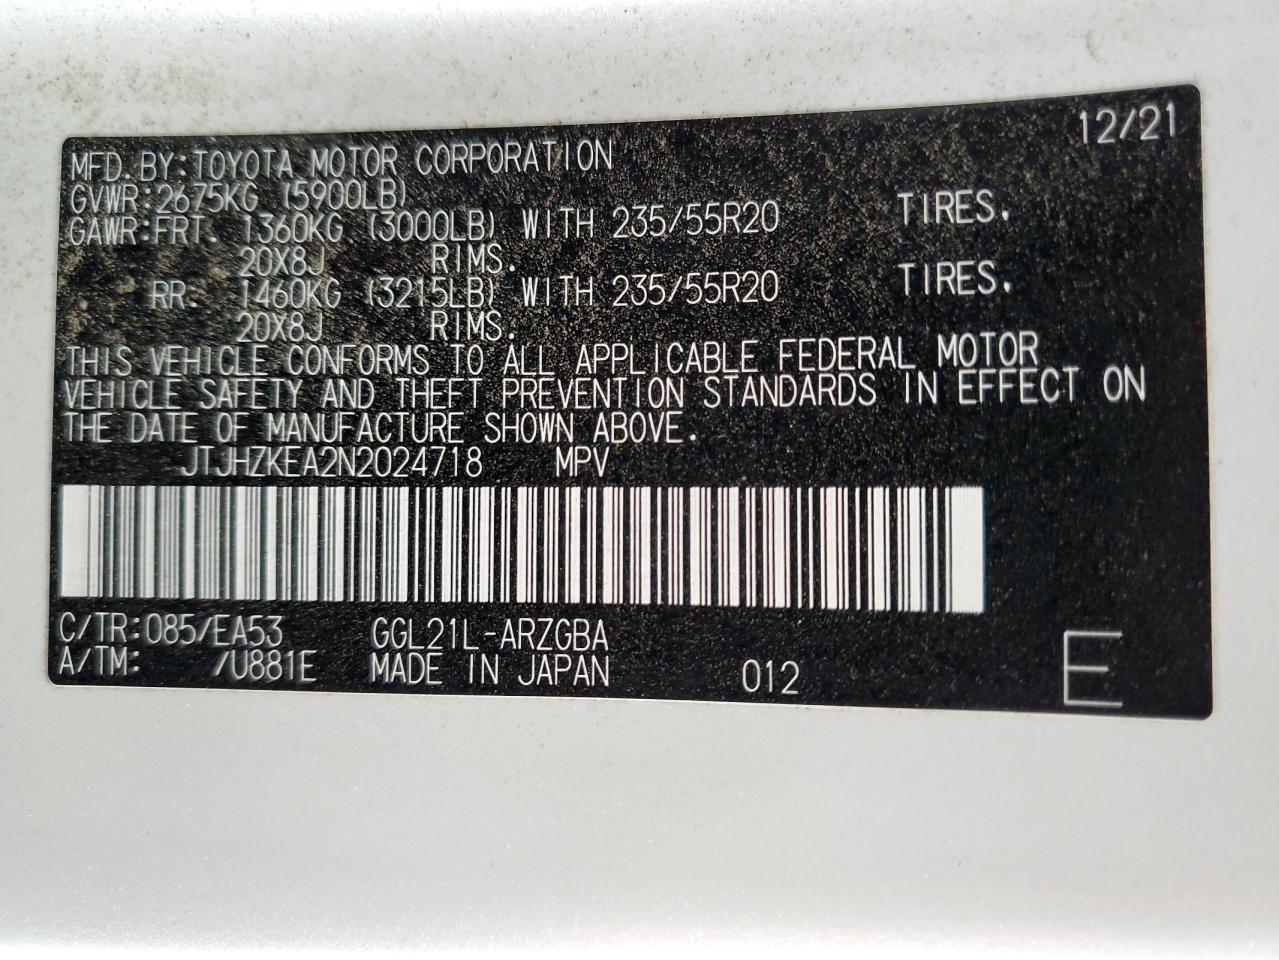 12/21
MFD. BY: TOYOTA MOTOR CORPORATION
GVWR: 2675KG (5900LB)
GAWR: FRT. 1360KG (3000LB) WITH 235/55R20 TIRES.
20X8J RIMS.
RR. 1460KG (3215LB) WITH 235/55R20 TIRES.
20X8J RIMS.
THIS VEHICLE CONFORMS TO ALL APPLICABLE FEDERAL MOTOR
VEHICLE SAFETY AND THEFT PREVENTION STANDARDS IN EFFECT ON
THE DATE OF MANUFACTURE SHOWN ABOVE.
JTJHZKEA2N2024718 MPV
C/TR: 085/EA53 GGL21L-ARZGBA
A/TM: /U881E MADE IN JAPAN 012 E